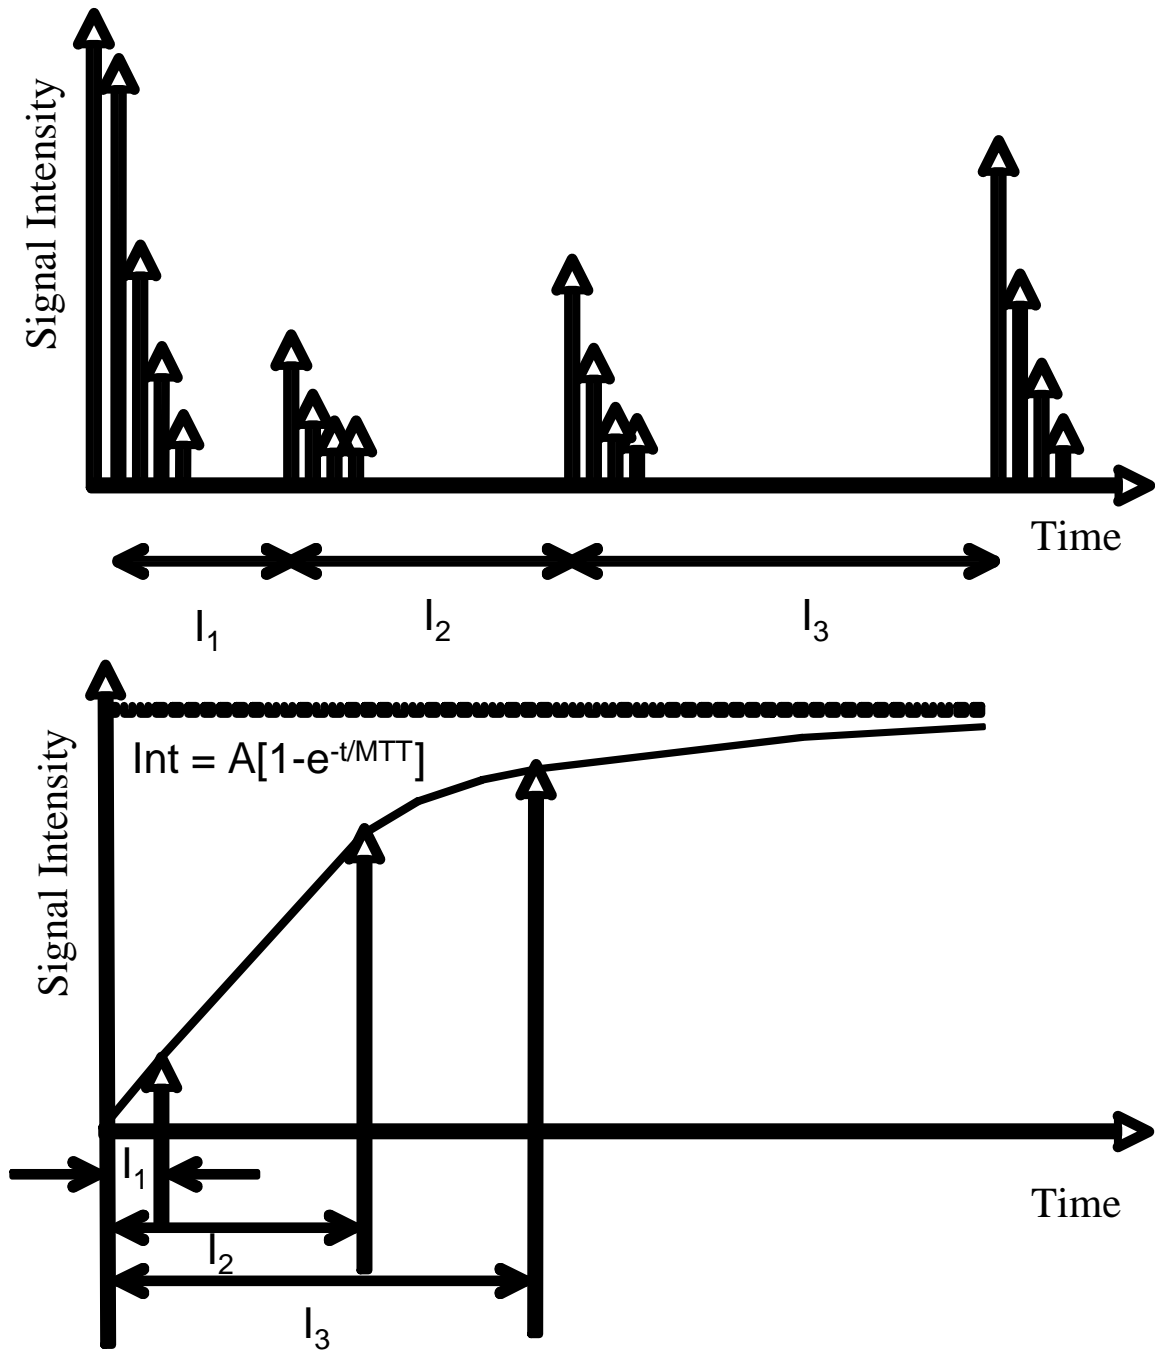 Signal Intensity
Time
I1
I2
I3
Int = A[1-e-t/MTT]
Signal Intensity
I1
Time
I2
I3